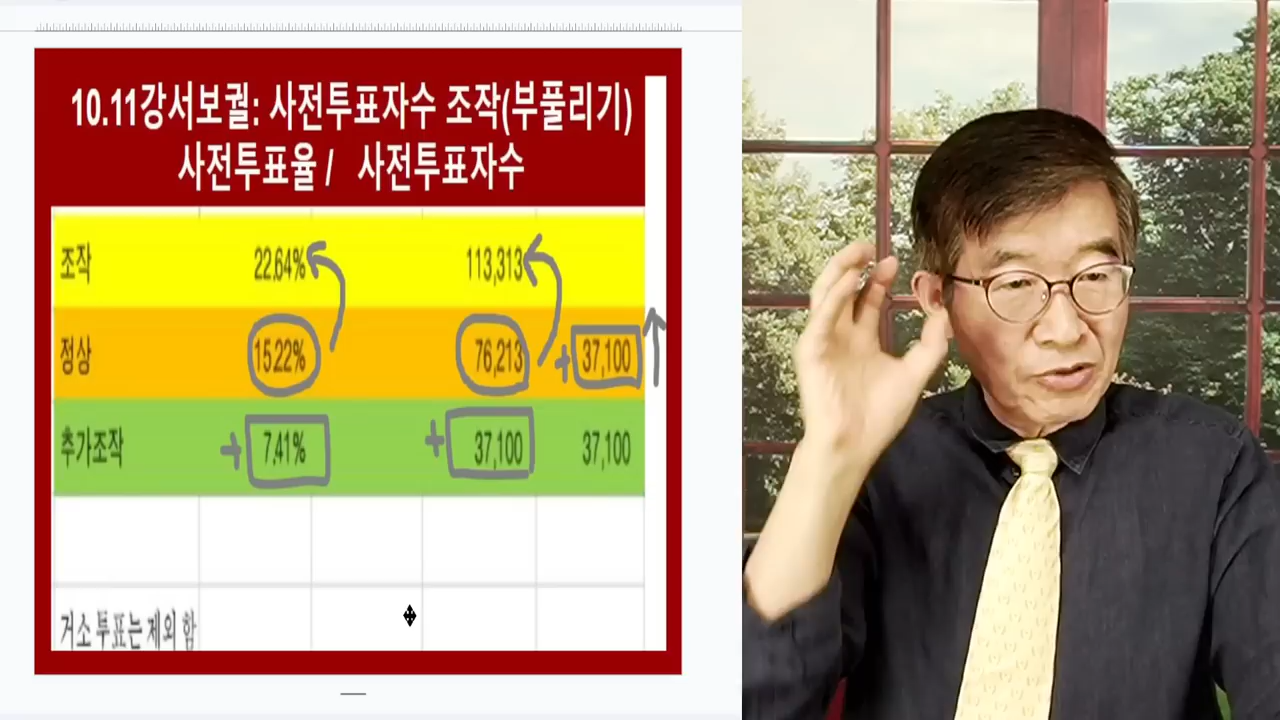 10.11강서보궐: 사전투표자수 조작(부풀리기)
사전투표율 / 사전투표자수
조작 22.64% 113,313
정상 15.22% 76,213 + 37,100
추가조작 + 7.41% + 37,100 37,100
거소 투표는 제외 함